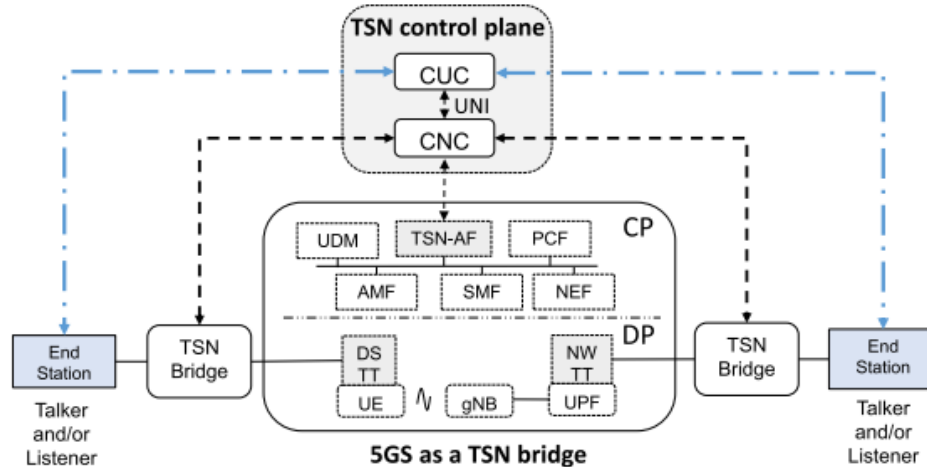 TSN control plane
CUC
UNI
CNC
CP
UDM
TSN-AF
PCF
AMF
SMF
NEF
DP
End
Station
TSN
Bridge
DS
TT
NW
TT
TSN
Bridge
End
Station
UE
gNB
UPF
Talker
and/or
Listener
Talker
and/or
Listener
5GS as a TSN bridge